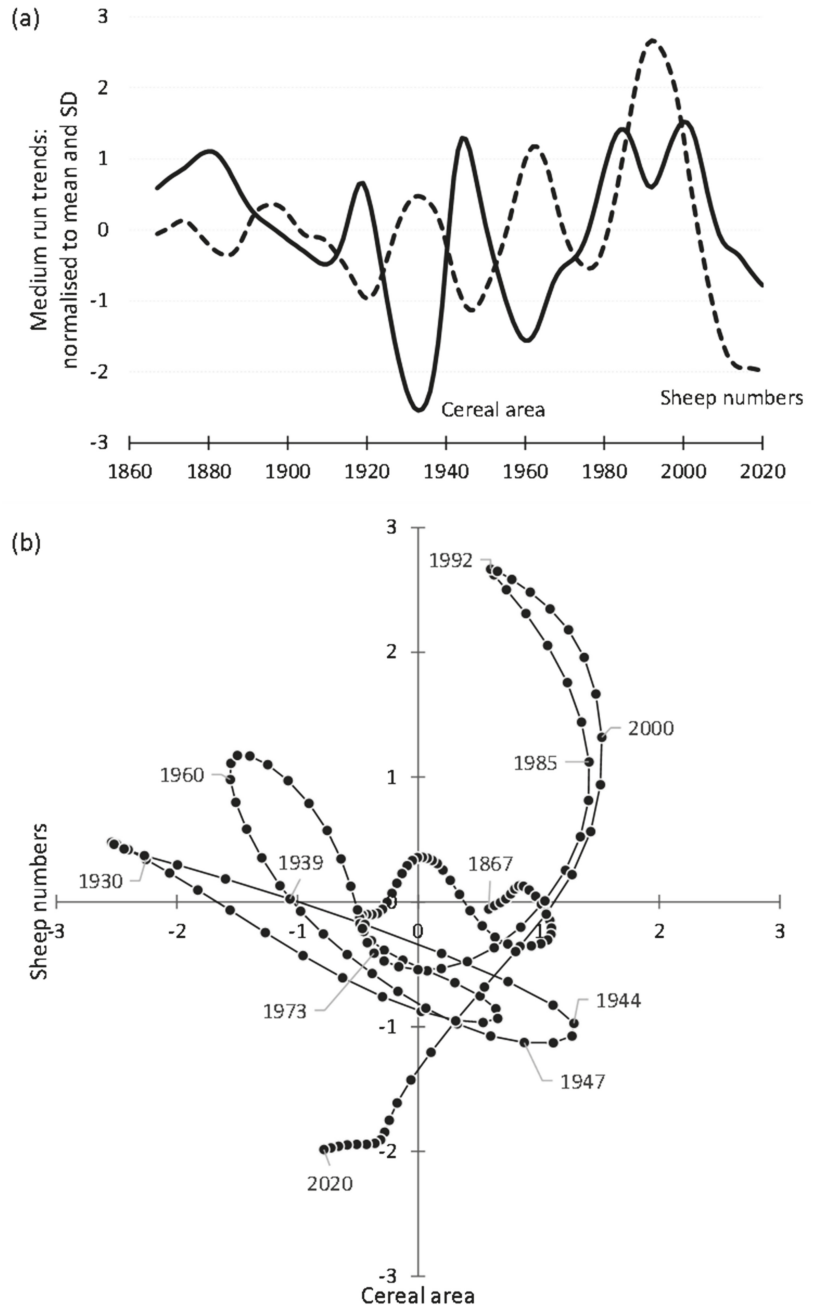 (a)
Medium run trends:
normalised to mean and SD
3
2
1
0
-1
-2
-3
1860 1880 1900 1920 1940 1960 1980 2000 2020
Cereal area
Sheep numbers
(b)
3
1992
2
2000
1985
1960
1
1939
1867
1930
0
-3 -2 -1 0 1 2 3
Sheep numbers
1973
1944
-1
1947
-2
2020
-3
Cereal area